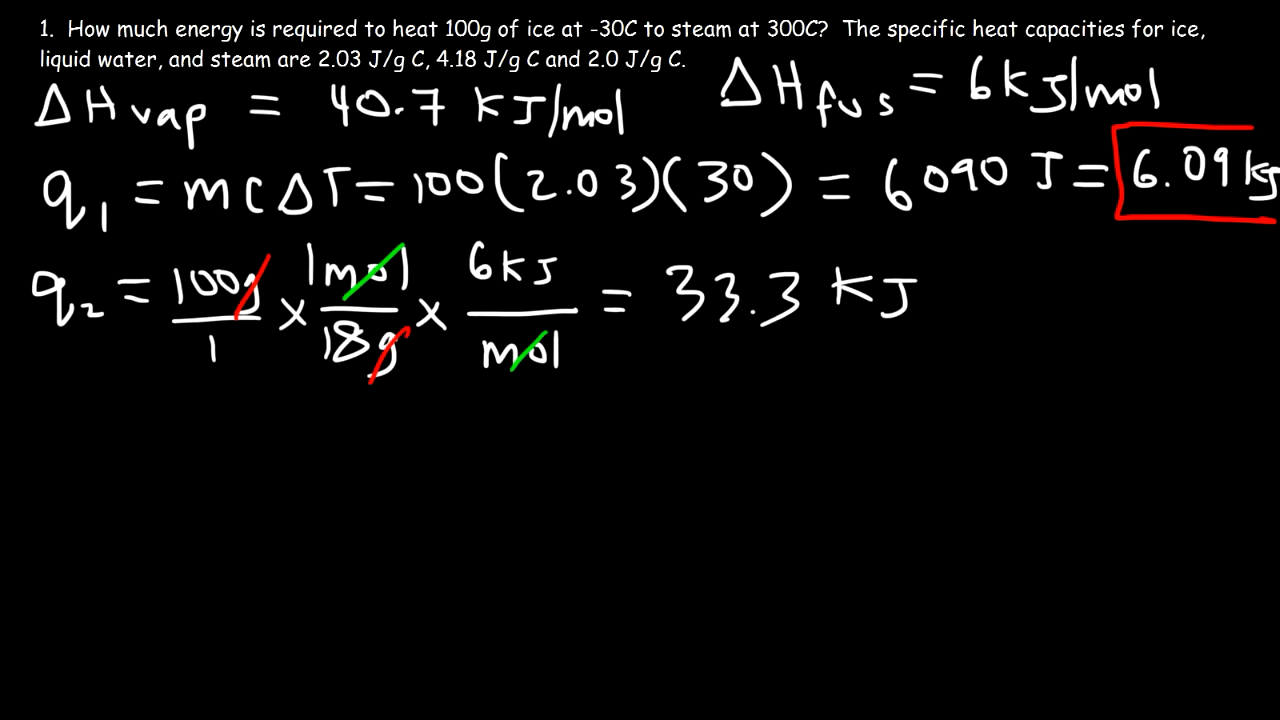 1. How much energy is required to heat 100g of ice at -30C to steam at 300C? The specific heat capacities for ice,
liquid water, and steam are 2.03 J/g C, 4.18 J/g C and 2.0 J/g C.
ΔHvap = 40.7 KJ/mol ΔHfus = 6kJ/mol
q1 = mCΔT = 100(2.03)(30) = 6090 J = 6.09 kJ
q2 = 100g/1 × 1mol/18g × 6kJ/mol = 33.3 KJ